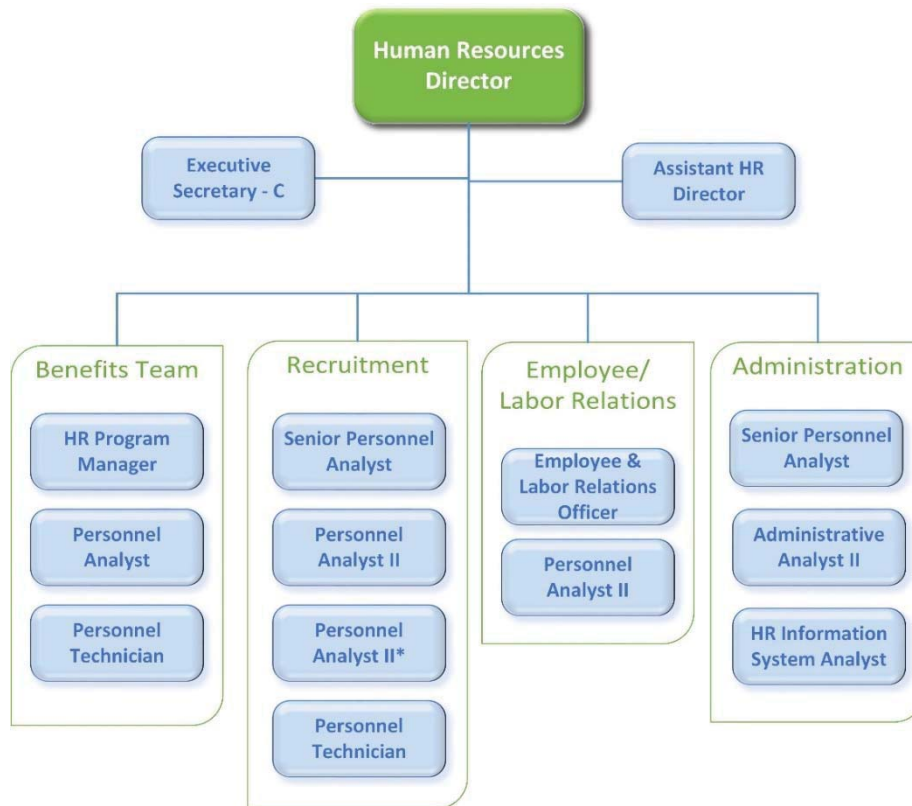 Human Resources
Director
Executive
Secretary - C
Assistant HR
Director
Benefits Team
HR Program
Manager
Personnel
Analyst
Personnel
Technician
Recruitment
Senior Personnel
Analyst
Personnel
Analyst II
Personnel
Analyst II*
Personnel
Technician
Employee/
Labor Relations
Employee &
Labor Relations
Officer
Personnel
Analyst II
Administration
Senior Personnel
Analyst
Administrative
Analyst II
HR Information
System Analyst